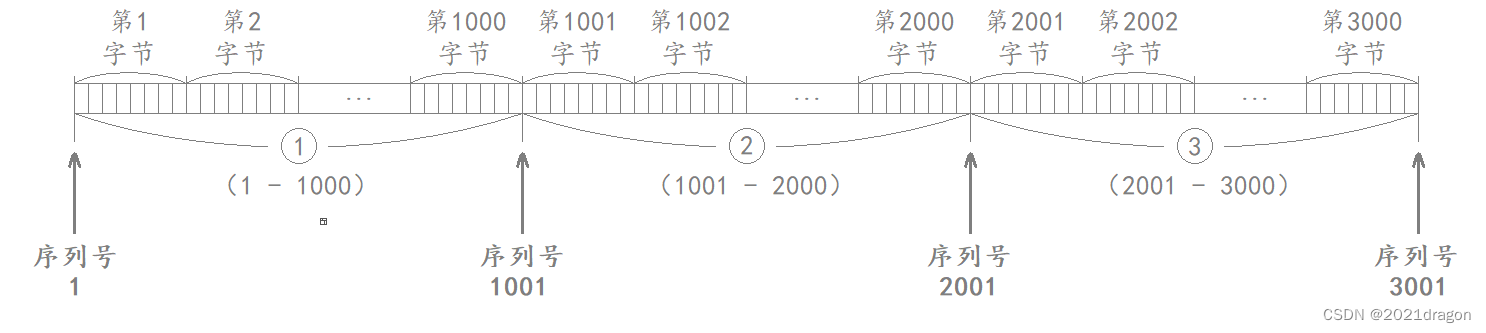 第1 第2 第1000 第1001 第1002 第2000 第2001 第2002 第3000
字节 字节 字节 字节 字节 字节 字节 字节 字节
... ... ...
1 2 3
(1 - 1000) (1001 - 2000) (2001 - 3000)
序列号 序列号 序列号 序列号
1 1001 2001 3001
CSDN @2021dragon